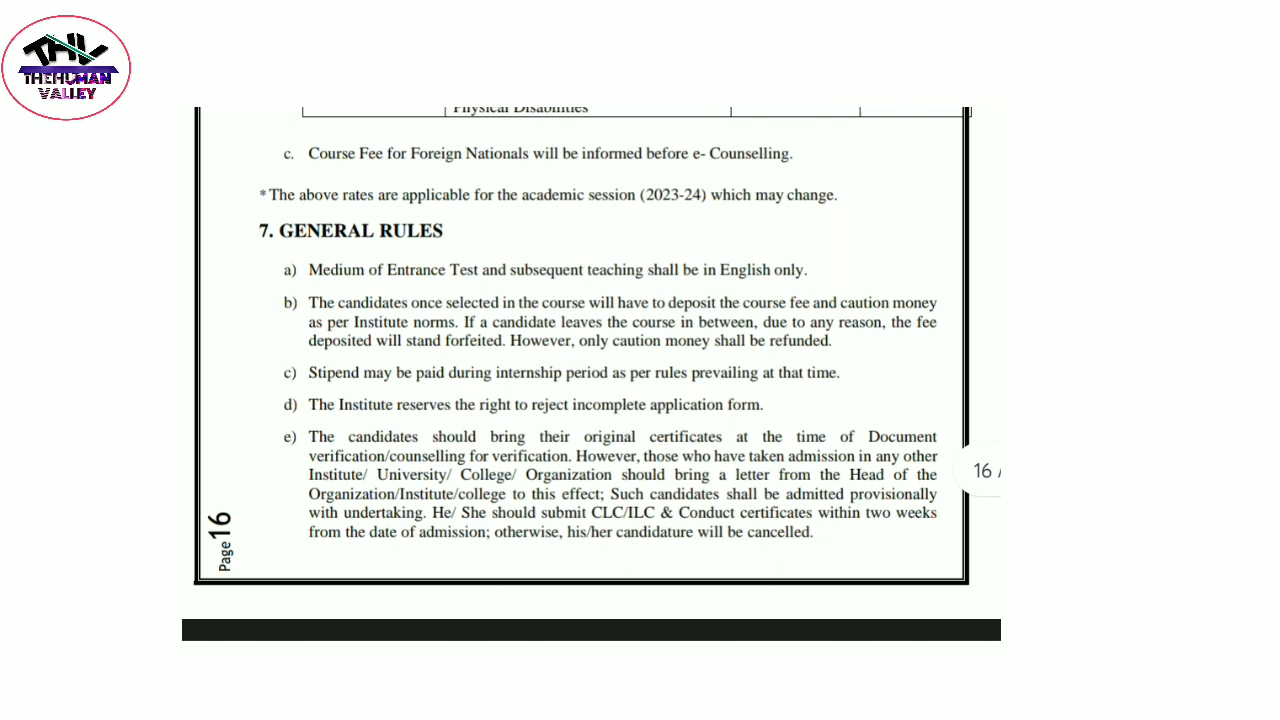 THV
THEHUMAN
VALLEY
Physical Disabilities
c. Course Fee for Foreign Nationals will be informed before e- Counselling.
* The above rates are applicable for the academic session (2023-24) which may change.
7. GENERAL RULES
a) Medium of Entrance Test and subsequent teaching shall be in English only.
b) The candidates once selected in the course will have to deposit the course fee and caution money
as per Institute norms. If a candidate leaves the course in between, due to any reason, the fee
deposited will stand forfeited. However, only caution money shall be refunded.
c) Stipend may be paid during internship period as per rules prevailing at that time.
d) The Institute reserves the right to reject incomplete application form.
e) The candidates should bring their original certificates at the time of Document
verification/counselling for verification. However, those who have taken admission in any other
Institute/ University/ College/ Organization should bring a letter from the Head of the
Organization/Institute/college to this effect; Such candidates shall be admitted provisionally
with undertaking. He/ She should submit CLC/ILC & Conduct certificates within two weeks
from the date of admission; otherwise, his/her candidature will be cancelled.
16 /
Page 16